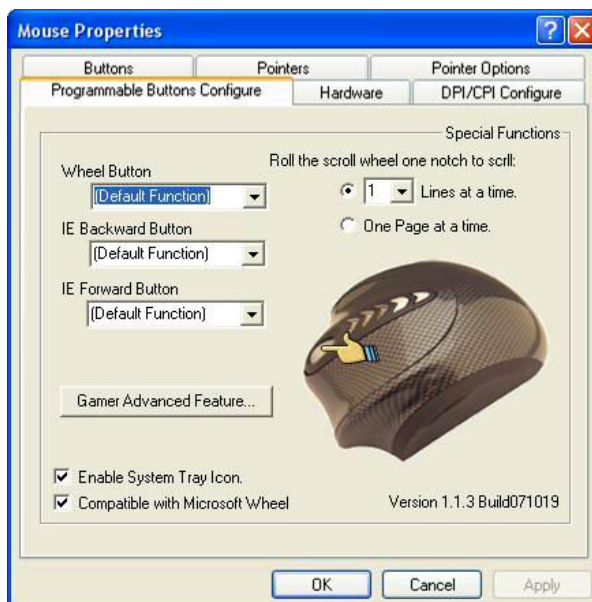 Mouse Properties
Buttons
Pointers
Pointer Options
Programmable Buttons Configure
Hardware
DPI/CPI Configure
Special Functions
Wheel Button
(Default Function)
IE Backward Button
(Default Function)
IE Forward Button
(Default Function)
Roll the scroll wheel one notch to scrll:
1 Lines at a time.
One Page at a time.
Gamer Advanced Feature...
Enable System Tray Icon.
Compatible with Microsoft Wheel
Version 1.1.3 Build071019
OK
Cancel
Apply